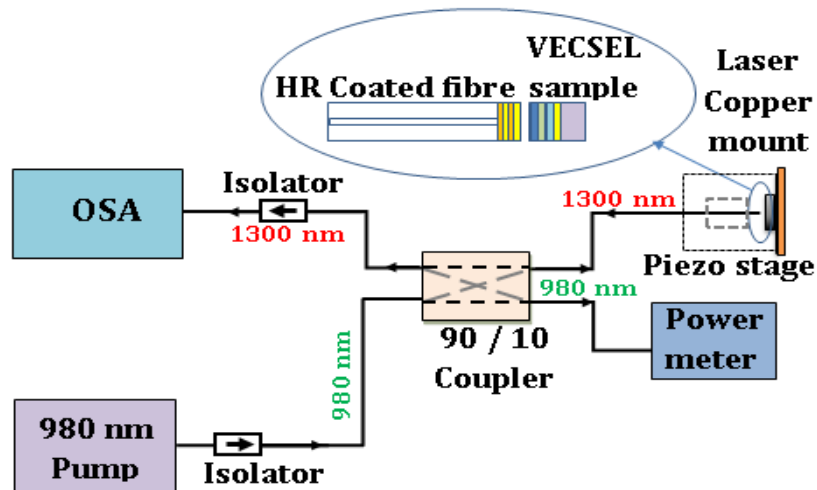 VECSEL
HR Coated fibre sample
Laser
Copper
mount
Isolator
OSA
1300 nm
1300 nm
Piezo stage
980 nm
90 / 10
Coupler
Power
meter
980 nm
980 nm
Pump
Isolator